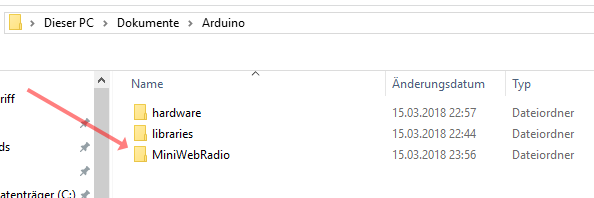 Dieser PC > Dokumente > Arduino
Name Änderungsdatum Typ
riff
hardware 15.03.2018 22:57 Dateiordner
libraries 15.03.2018 22:44 Dateiordner
ds
MiniWebRadio 15.03.2018 23:56 Dateiordner
atenträger (C:)